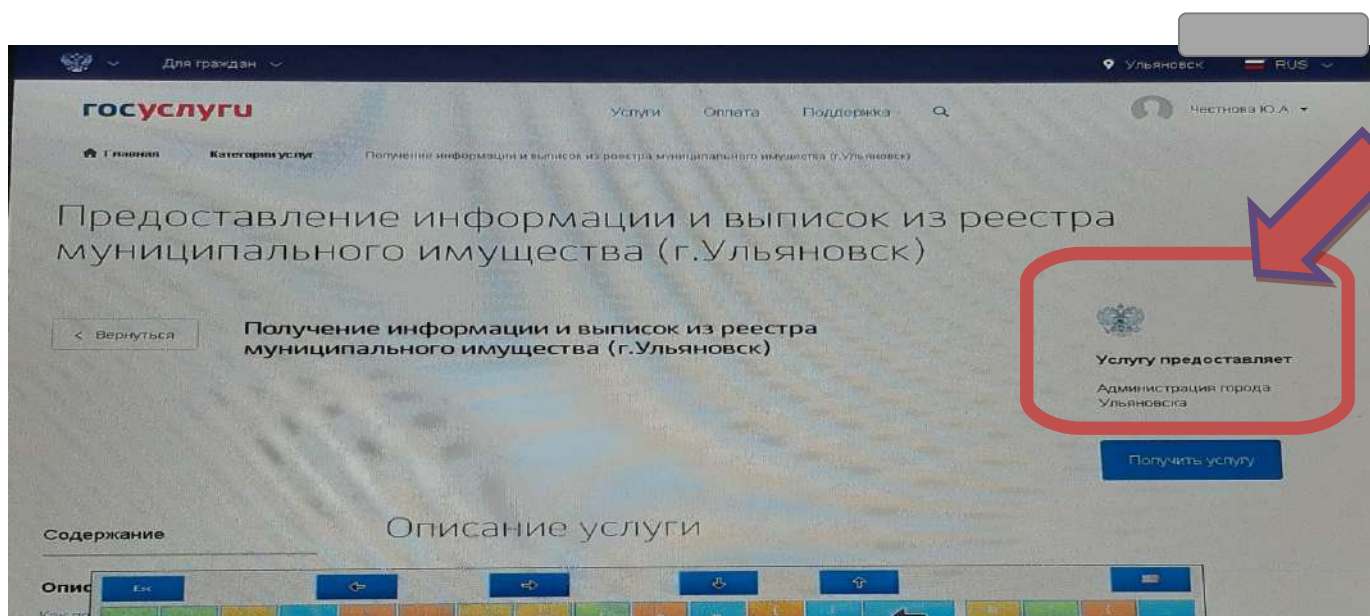 Для граждан
Ульяновск RUS
госуслуги
Услуги Оплата Поддержка
Честнова Ю.А
Главная Категории услуг Получение информации и выписок из реестра муниципального имущества (г.Ульяновск)
Предоставление информации и выписок из реестра
муниципального имущества (г.Ульяновск)
< Вернуться
Получение информации и выписок из реестра
муниципального имущества (г.Ульяновск)
Услугу предоставляет
Администрация города
Ульяновска
Получить услугу
Содержание
Описание услуги
Esc